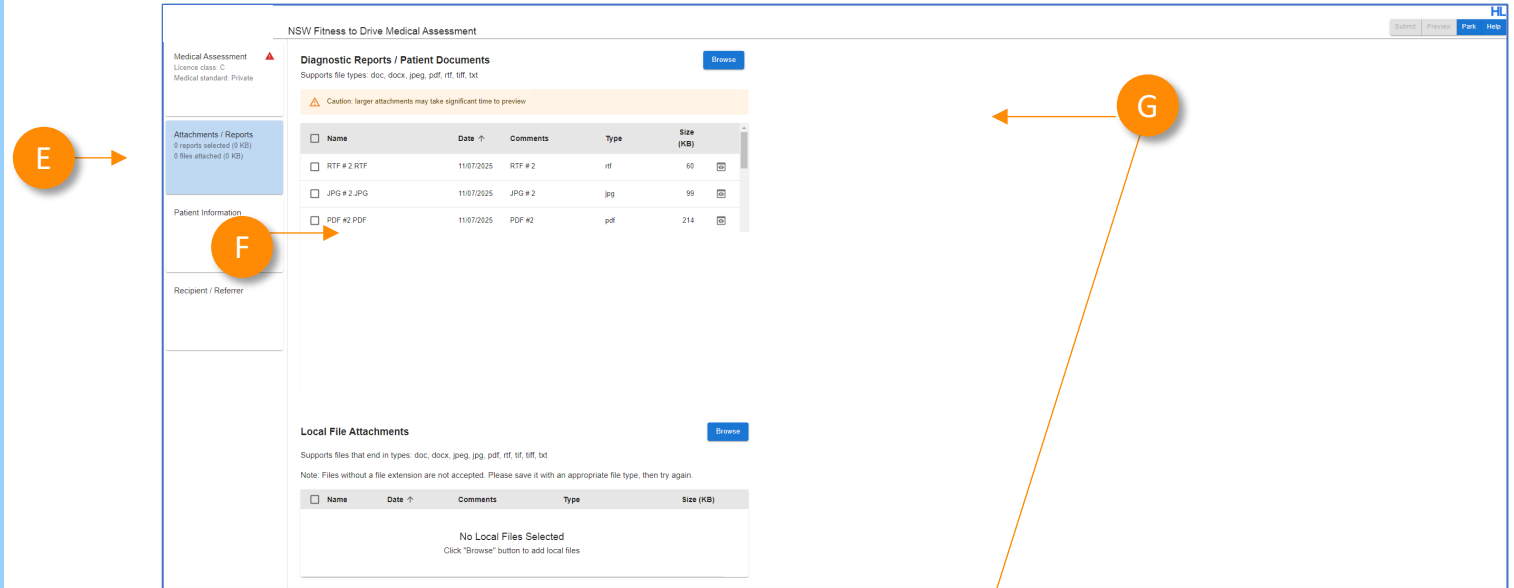 HL
NSW Fitness to Drive Medical Assessment
Submit Preview Park Help
Medical Assessment
Licence class: C
Medical standard: Private
Attachments / Reports
0 reports selected (0 KB)
0 files attached (0 KB)
Patient Information
Recipient / Referrer
E
F
G
Diagnostic Reports / Patient Documents
Browse
Supports file types: doc, docx, jpeg, pdf, rtf, tiff, txt
Caution: larger attachments may take significant time to preview
Name Date ↑ Comments Type Size (KB)
RTF # 2.RTF 11/07/2025 RTF # 2 rtf 60
JPG # 2.JPG 11/07/2025 JPG # 2 jpg 99
PDF #2.PDF 11/07/2025 PDF #2 pdf 214
Local File Attachments
Browse
Supports files that end in types: doc, docx, jpeg, jpg, pdf, rtf, tif, tiff, txt
Note: Files without a file extension are not accepted. Please save it with an appropriate file type, then try again.
Name Date ↑ Comments Type Size (KB)
No Local Files Selected
Click "Browse" button to add local files